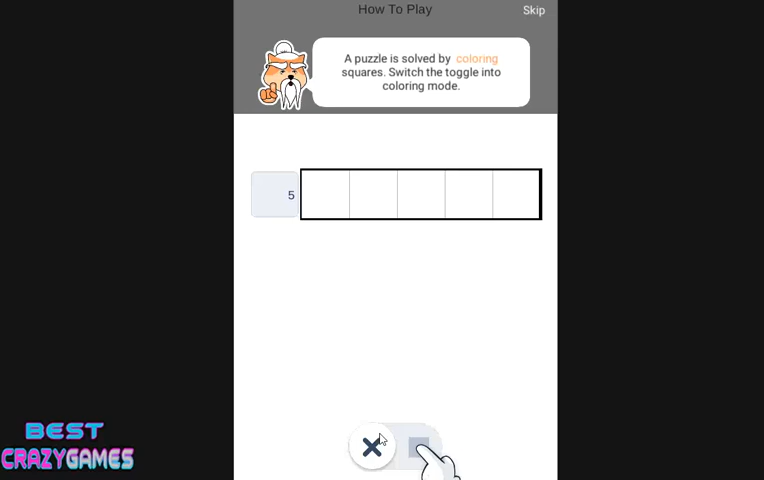 How To Play
Skip
A puzzle is solved by coloring
squares. Switch the toggle into
coloring mode.
5
BEST
CRAZYGAMES